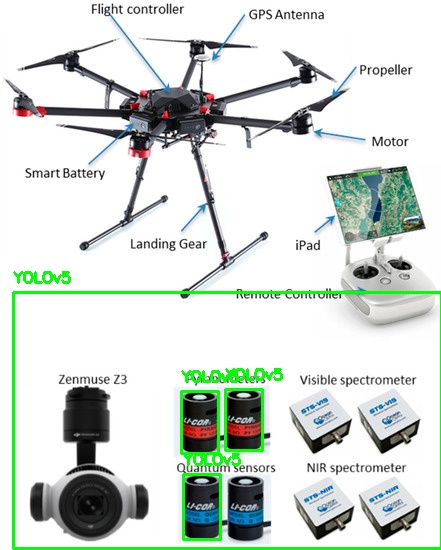 Flight controller
GPS Antenna
Propeller
Motor
Smart Battery
Landing Gear
iPad
YOLOv5
Remote Controller
YOLOv5
YOLOv5
Zenmuse Z3
Visible spectrometer
LI-COR
LI-COR
STS-VIS
STS-VIS
YOLOv5
Quantum sensors
NIR spectrometer
LI-COR
LI-COR
STS-NIR
STS-NIR